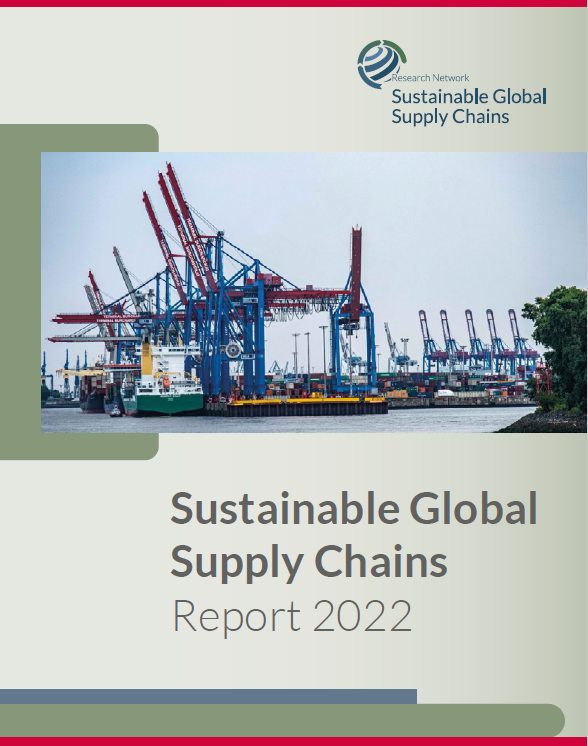 Research Network
Sustainable Global
Supply Chains
Sustainable Global
Supply Chains
Report 2022